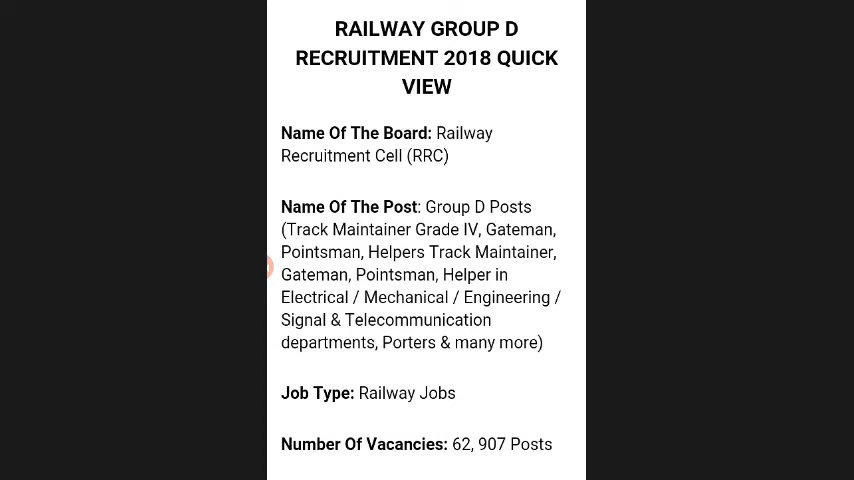 RAILWAY GROUP D
RECRUITMENT 2018 QUICK
VIEW
Name Of The Board: Railway
Recruitment Cell (RRC)
Name Of The Post: Group D Posts
(Track Maintainer Grade IV, Gateman,
Pointsman, Helpers Track Maintainer,
Gateman, Pointsman, Helper in
Electrical / Mechanical / Engineering /
Signal & Telecommunication
departments, Porters & many more)
Job Type: Railway Jobs
Number Of Vacancies: 62, 907 Posts